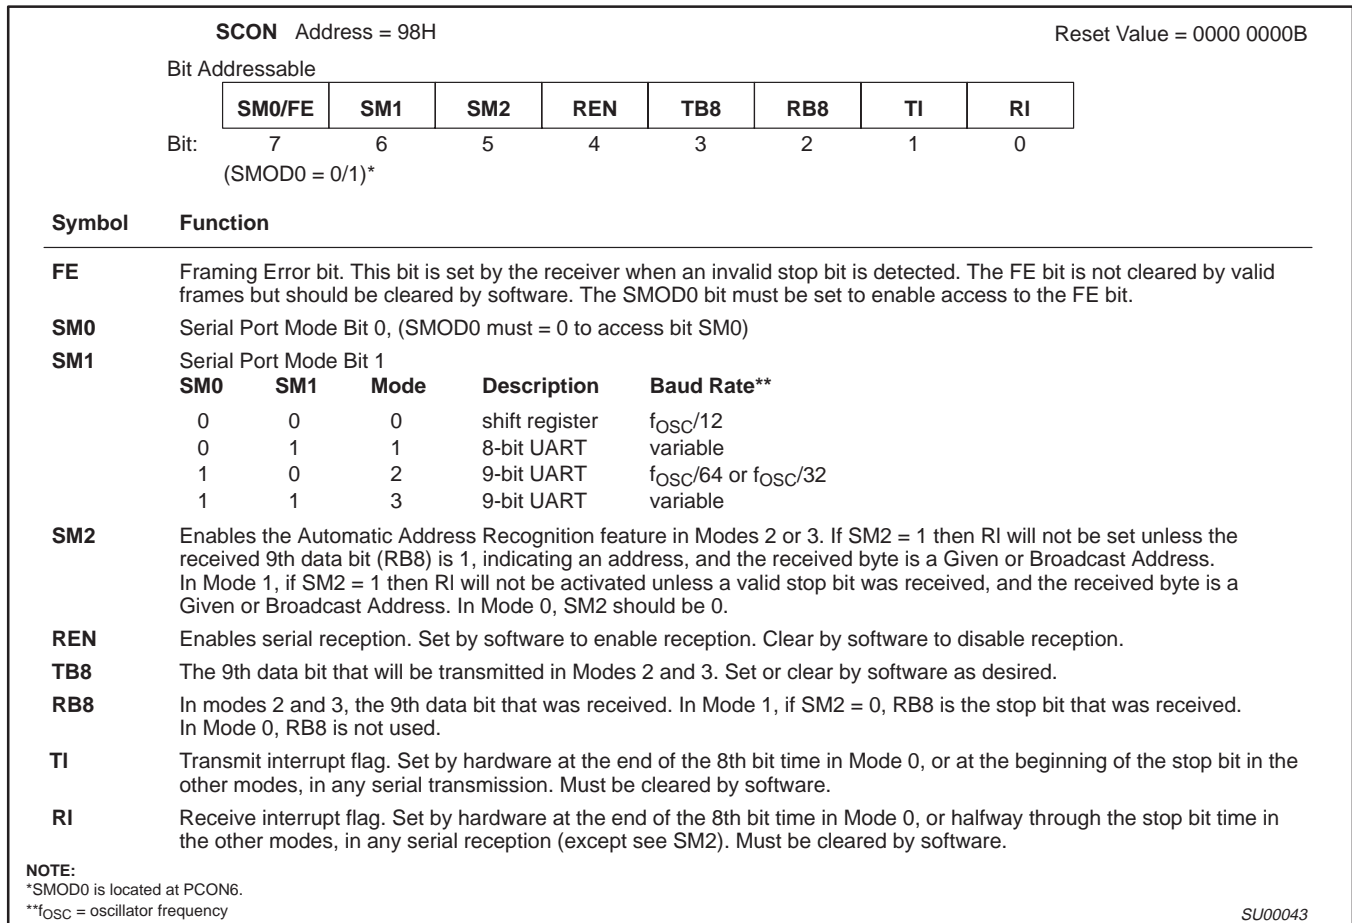 SCON Address = 98H Reset Value = 0000 0000B
Bit Addressable
SM0/FE SM1 SM2 REN TB8 RB8 TI RI
Bit: 7 6 5 4 3 2 1 0
(SMOD0 = 0/1)*
Symbol Function
FE Framing Error bit. This bit is set by the receiver when an invalid stop bit is detected. The FE bit is not cleared by valid
frames but should be cleared by software. The SMOD0 bit must be set to enable access to the FE bit.
SM0 Serial Port Mode Bit 0, (SMOD0 must = 0 to access bit SM0)
SM1 Serial Port Mode Bit 1
SM0 SM1 Mode Description Baud Rate**
0 0 0 shift register fOSC/12
0 1 1 8-bit UART variable
1 0 2 9-bit UART fOSC/64 or fOSC/32
1 1 3 9-bit UART variable
SM2 Enables the Automatic Address Recognition feature in Modes 2 or 3. If SM2 = 1 then RI will not be set unless the
received 9th data bit (RB8) is 1, indicating an address, and the received byte is a Given or Broadcast Address.
In Mode 1, if SM2 = 1 then RI will not be activated unless a valid stop bit was received, and the received byte is a
Given or Broadcast Address. In Mode 0, SM2 should be 0.
REN Enables serial reception. Set by software to enable reception. Clear by software to disable reception.
TB8 The 9th data bit that will be transmitted in Modes 2 and 3. Set or clear by software as desired.
RB8 In modes 2 and 3, the 9th data bit that was received. In Mode 1, if SM2 = 0, RB8 is the stop bit that was received.
In Mode 0, RB8 is not used.
TI Transmit interrupt flag. Set by hardware at the end of the 8th bit time in Mode 0, or at the beginning of the stop bit in the
other modes, in any serial transmission. Must be cleared by software.
RI Receive interrupt flag. Set by hardware at the end of the 8th bit time in Mode 0, or halfway through the stop bit time in
the other modes, in any serial reception (except see SM2). Must be cleared by software.
NOTE:
*SMOD0 is located at PCON6.
**fOSC = oscillator frequency SU00043